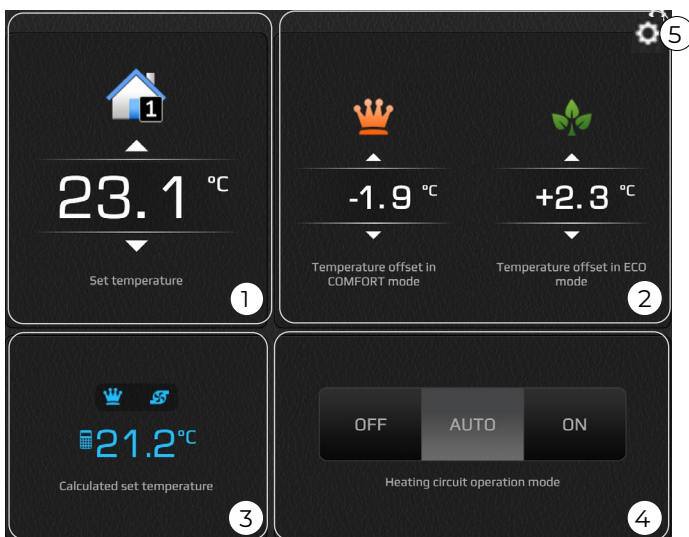 5
1
23.1 °C
Set temperature
1
-1.9 °C
+2.3 °C
Temperature offset in
COMFORT mode
Temperature offset in ECO
mode
2
21.2°C
Calculated set temperature
3
OFF AUTO ON
Heating circuit operation mode
4